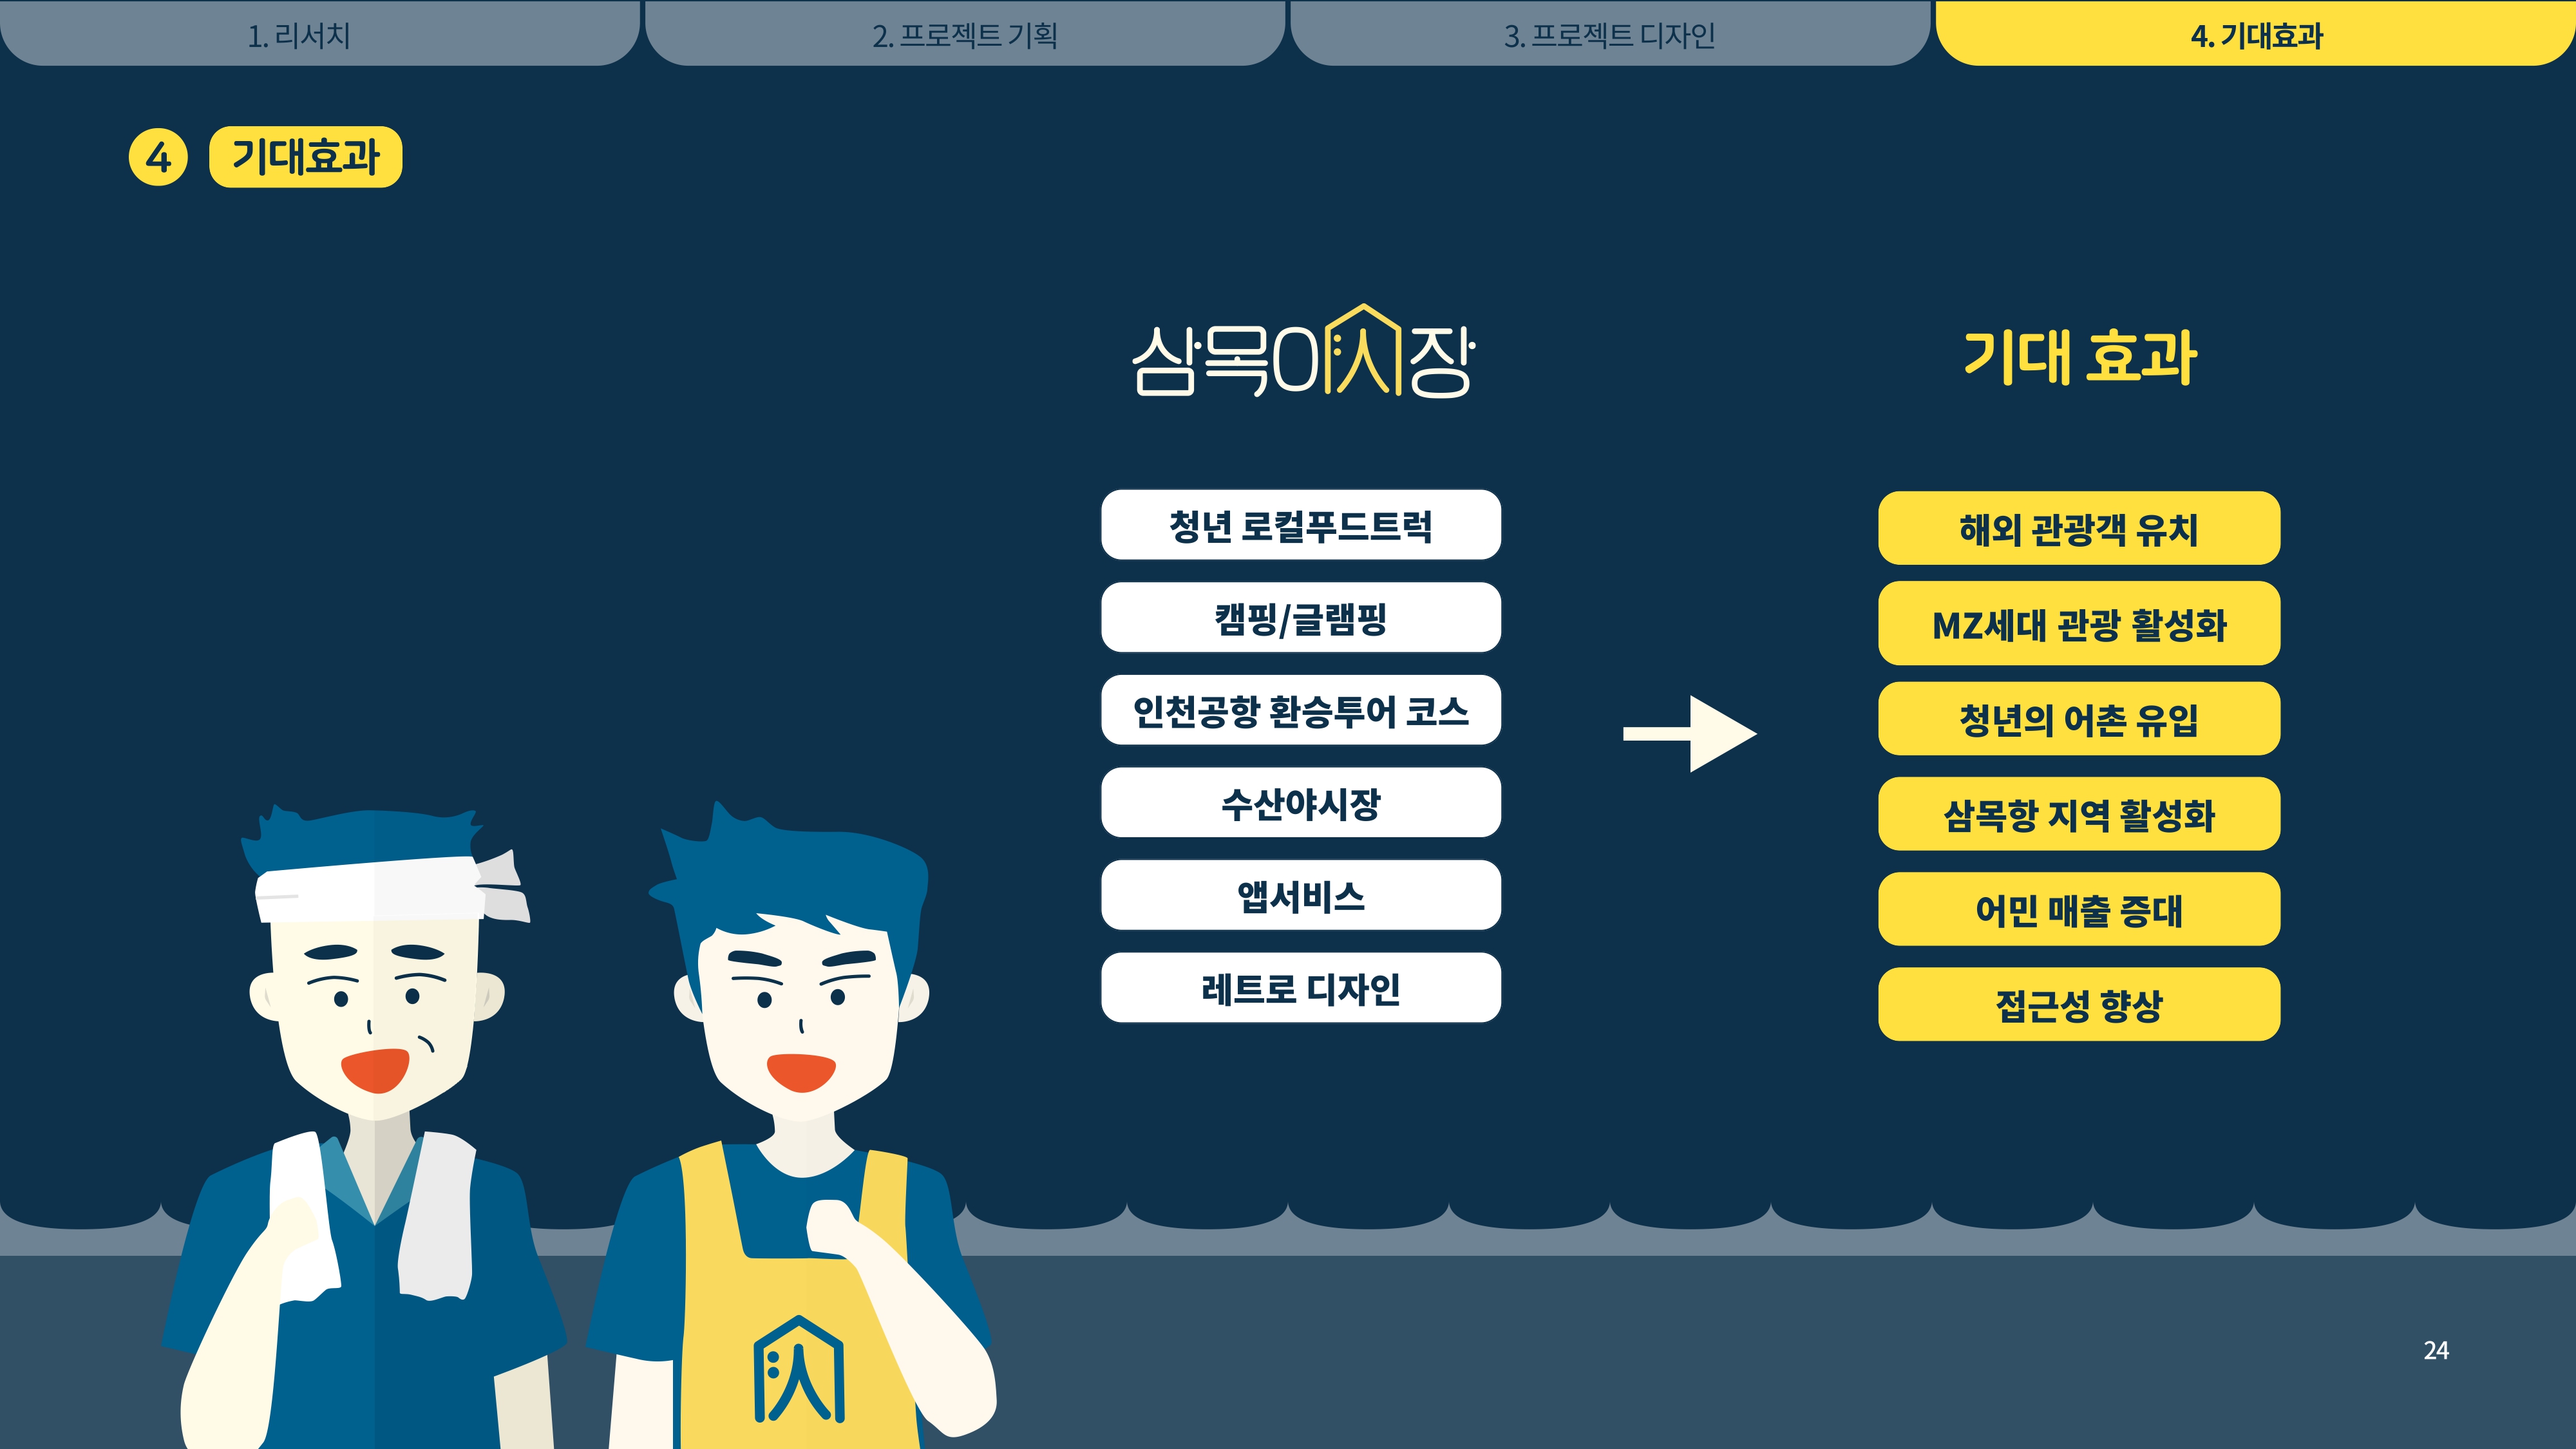 1. 리서치
2. 프로젝트 기획
3. 프로젝트 디자인
4. 기대효과
4 기대효과
삼목야시장
기대 효과
청년 로컬푸드트럭
캠핑/글램핑
인천공항 환승투어 코스
수산야시장
앱서비스
레트로 디자인
해외 관광객 유치
MZ세대 관광 활성화
청년의 어촌 유입
삼목항 지역 활성화
어민 매출 증대
접근성 향상
24